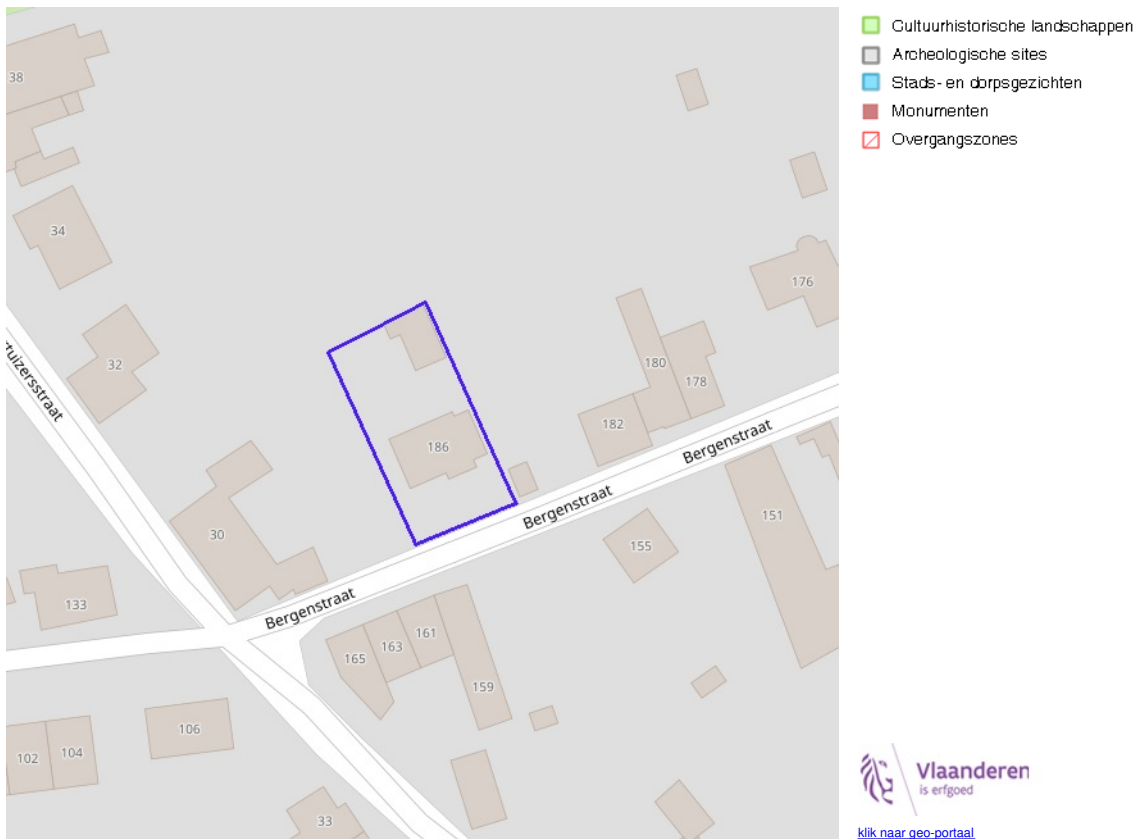 Cultuurhistorische landschappen
Archeologische sites
Stads- en dorpsgezichten
Monumenten
Overgangszones
38
34
32
30
186
182
180
178
176
Bergenstraat
Bergenstraat
Bergenstraat
151
155
133
165
163
161
159
106
102
104
33
Vlaanderen
is erfgoed
klik naar geo-portaal